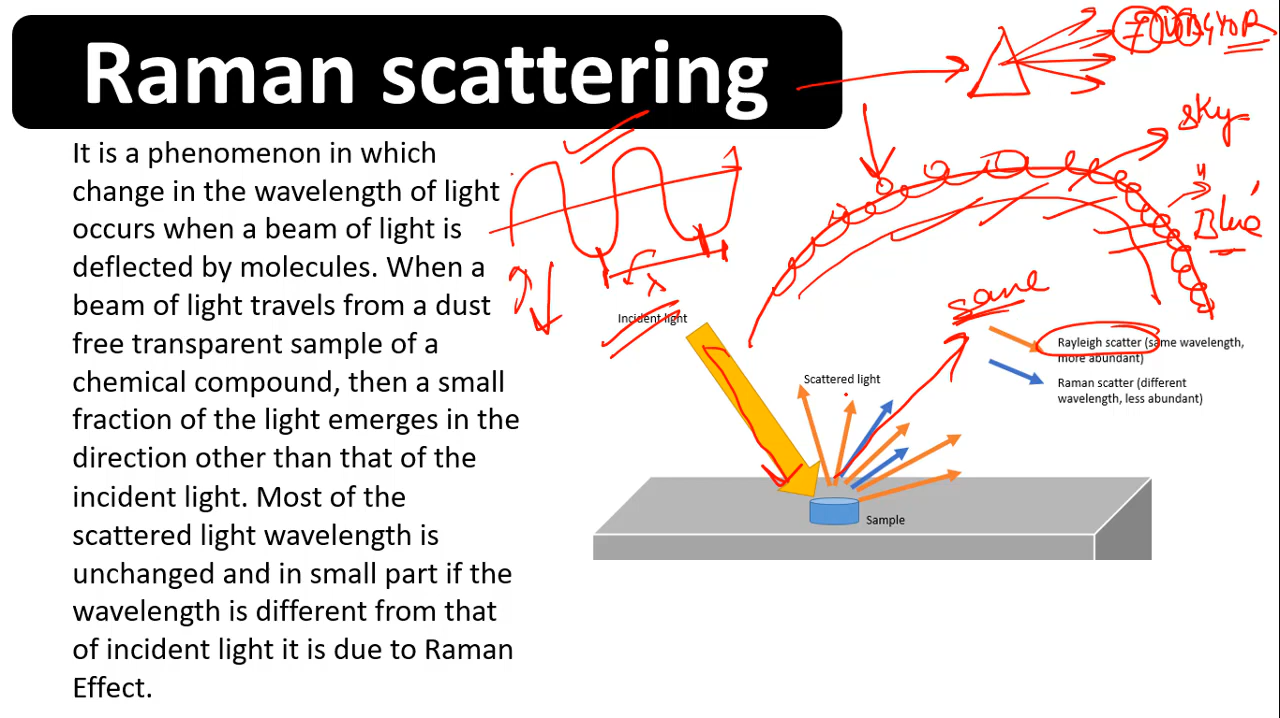 Raman scattering
It is a phenomenon in which
change in the wavelength of light
occurs when a beam of light is
deflected by molecules. When a
beam of light travels from a dust
free transparent sample of a
chemical compound, then a small
fraction of the light emerges in the
direction other than that of the
incident light. Most of the
scattered light wavelength is
unchanged and in small part if the
wavelength is different from that
of incident light it is due to Raman
Effect.
sky
Blue
λ
same
Incident light
Scattered light
Rayleigh scatter (same wavelength,
more abundant)
Raman scatter (different
wavelength, less abundant)
Sample